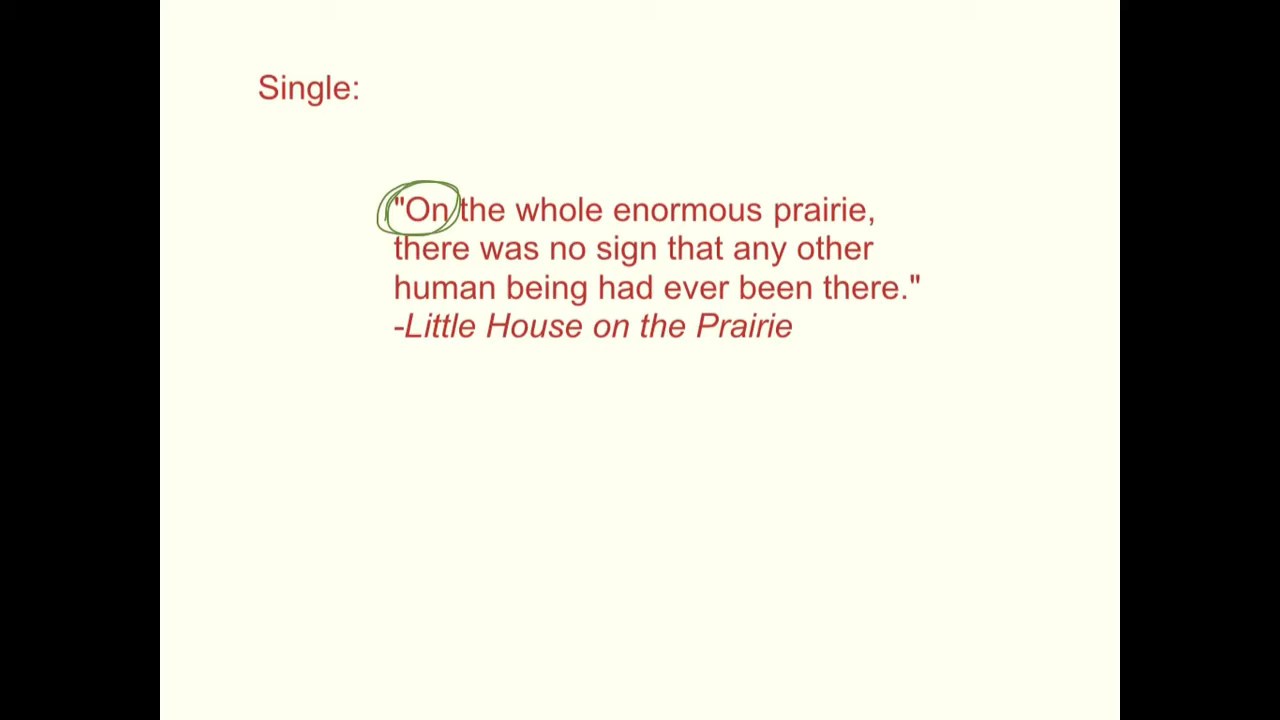 Single:
"On the whole enormous prairie,
there was no sign that any other
human being had ever been there."
-Little House on the Prairie